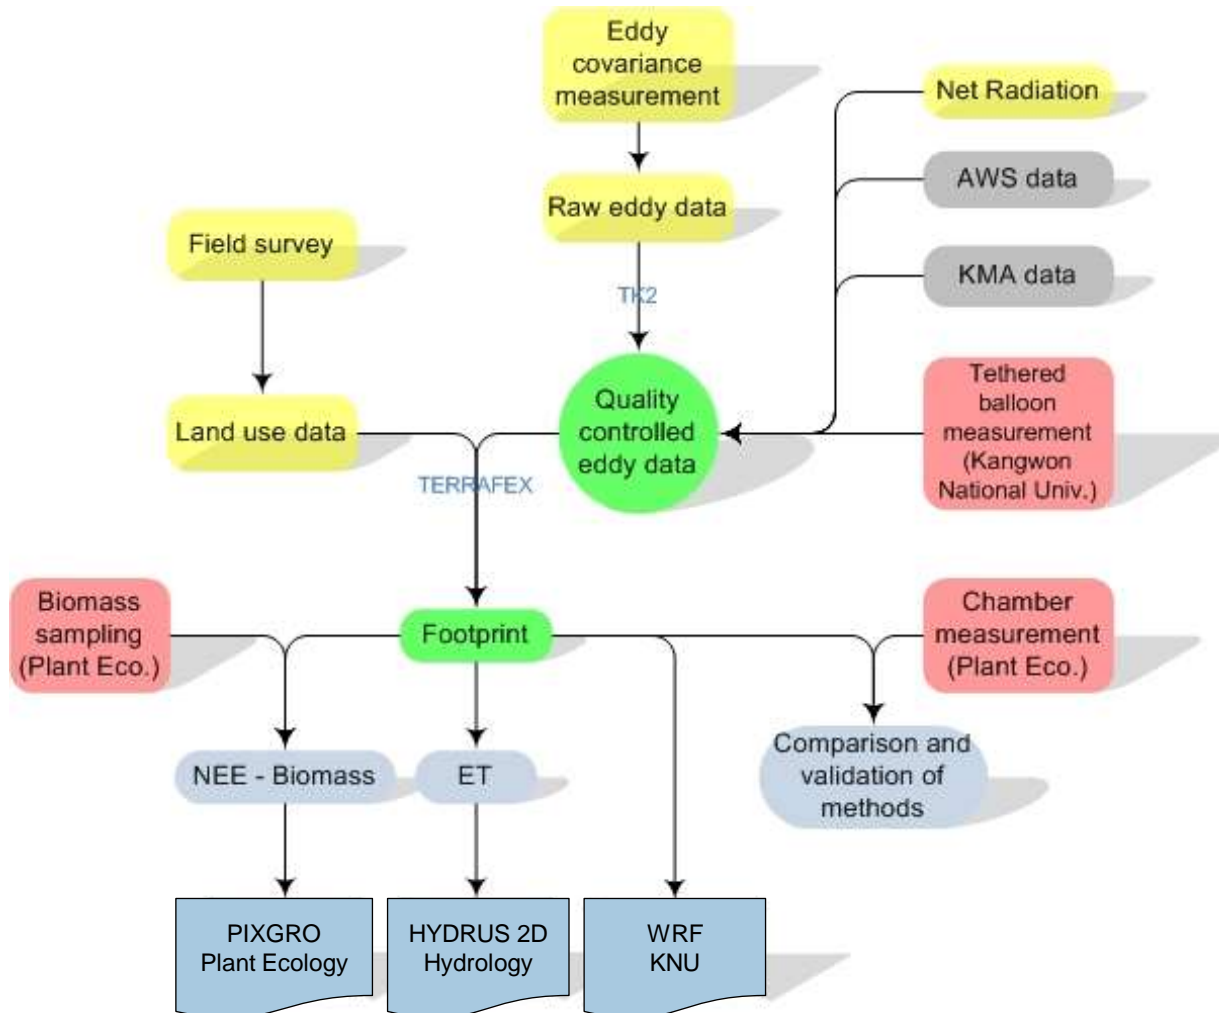 Eddy
covariance
measurement
Net Radiation
AWS data
Raw eddy data
Field survey
KMA data
TK2
Tethered
balloon
measurement
(Kangwon
National Univ.)
Quality
controlled
eddy data
Land use data
TERRAFEX
Biomass
sampling
(Plant Eco.)
Footprint
Chamber
measurement
(Plant Eco.)
NEE - Biomass
ET
Comparison and
validation of
methods
PIXGRO
Plant Ecology
HYDRUS 2D
Hydrology
WRF
KNU